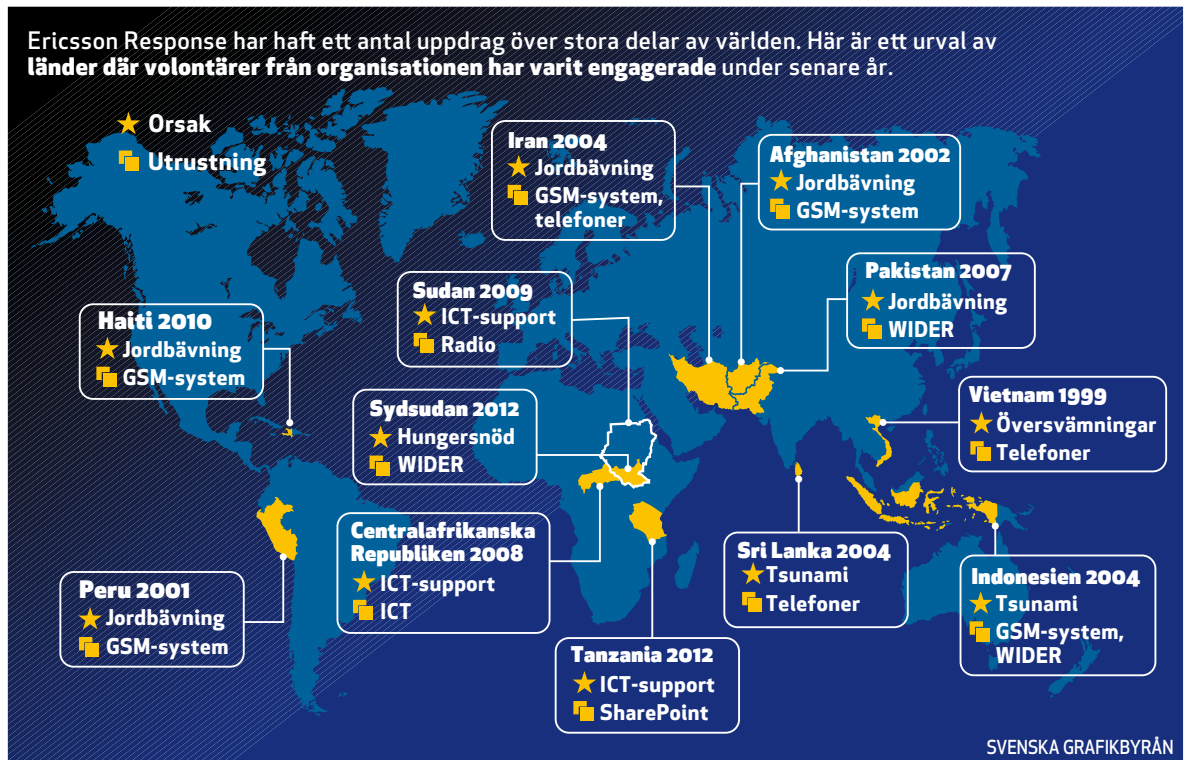 Ericsson Response har haft ett antal uppdrag över stora delar av världen. Här är ett urval av
länder där volontärer från organisationen har varit engagerade under senare år.
Orsak
Utrustning
Iran 2004
Jordbävning
GSM-system,
telefoner
Afghanistan 2002
Jordbävning
GSM-system
Pakistan 2007
Jordbävning
WIDER
Sudan 2009
ICT-support
Radio
Haiti 2010
Jordbävning
GSM-system
Sydsudan 2012
Hungersnöd
WIDER
Vietnam 1999
Översvämningar
Telefoner
Centralafrikanska
Republiken 2008
ICT-support
ICT
Sri Lanka 2004
Tsunami
Telefoner
Indonesien 2004
Tsunami
GSM-system,
WIDER
Peru 2001
Jordbävning
GSM-system
Tanzania 2012
ICT-support
SharePoint
SVENSKA GRAFIKBYRÅN